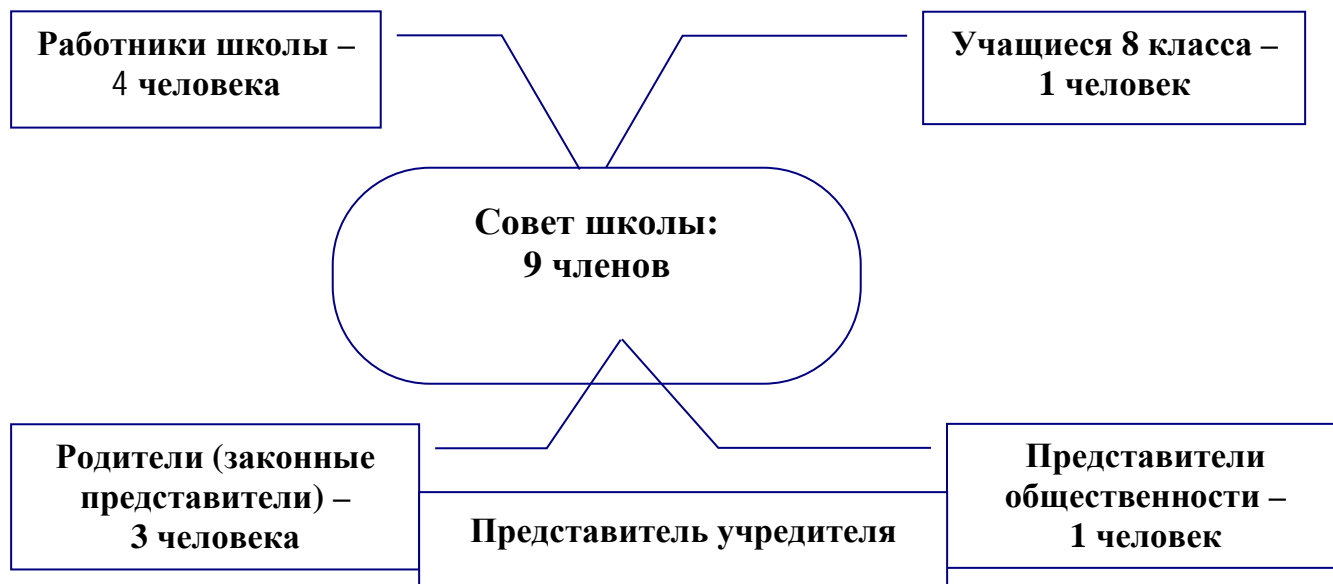 Работники школы –
4 человека
Учащиеся 8 класса –
1 человек
Совет школы:
9 членов
Родители (законные
представители) –
3 человека
Представитель учредителя
Представители
общественности –
1 человек